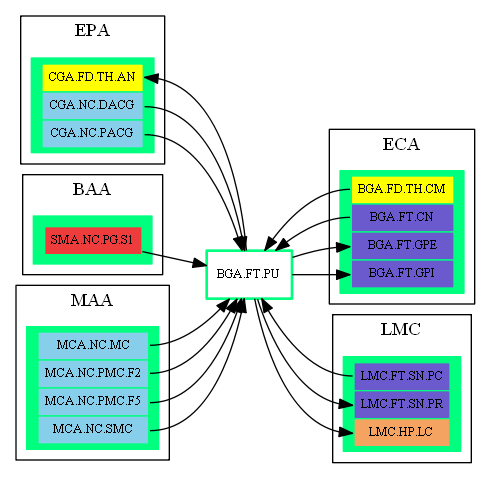 EPA
CGA.FD.TH.AN
CGA.NC.DACG
CGA.NC.PACG
BAA
SMA.NC.PG.S1
MAA
MCA.NC.MC
MCA.NC.PMC.F2
MCA.NC.PMC.F5
MCA.NC.SMC
BGA.FT.PU
ECA
BGA.FD.TH.CM
BGA.FT.CN
BGA.FT.GPE
BGA.FT.GPI
LMC
LMC.FT.SN.PC
LMC.FT.SN.PR
LMC.HP.LC